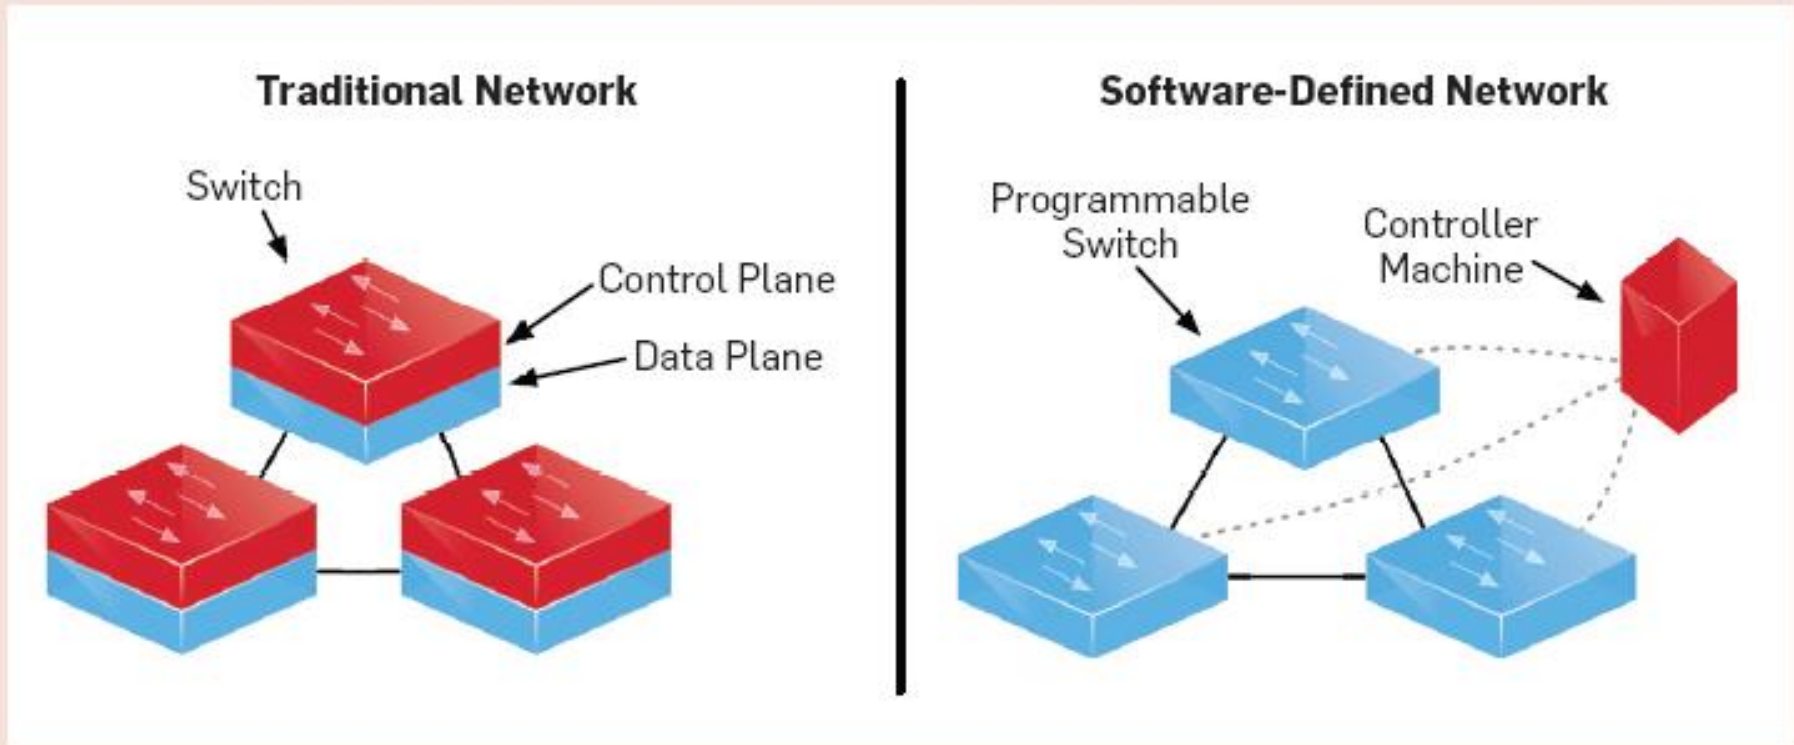 Traditional Network
Switch
Control Plane
Data Plane
Software-Defined Network
Programmable
Switch
Controller
Machine